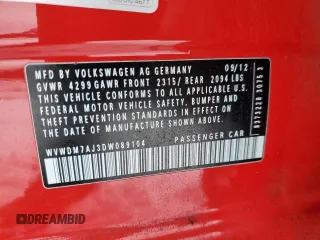 MFD. BY VOLKSWAGEN AG GERMANY 09/12
GVWR 4299 GAWR FRONT 2315/ REAR 2094 LBS
THIS VEHICLE CONFORMS TO ALL APPLICABLE
FEDERAL MOTOR VEHICLE SAFETY, BUMPER AND
THEFT PREVENTION STANDARDS IN EFFECT ON
THE DATE OF MANUFACTURE SHOWN ABOVE.
WVWDM7AJ3DW089104 PASSENGER CAR
DREAMBID